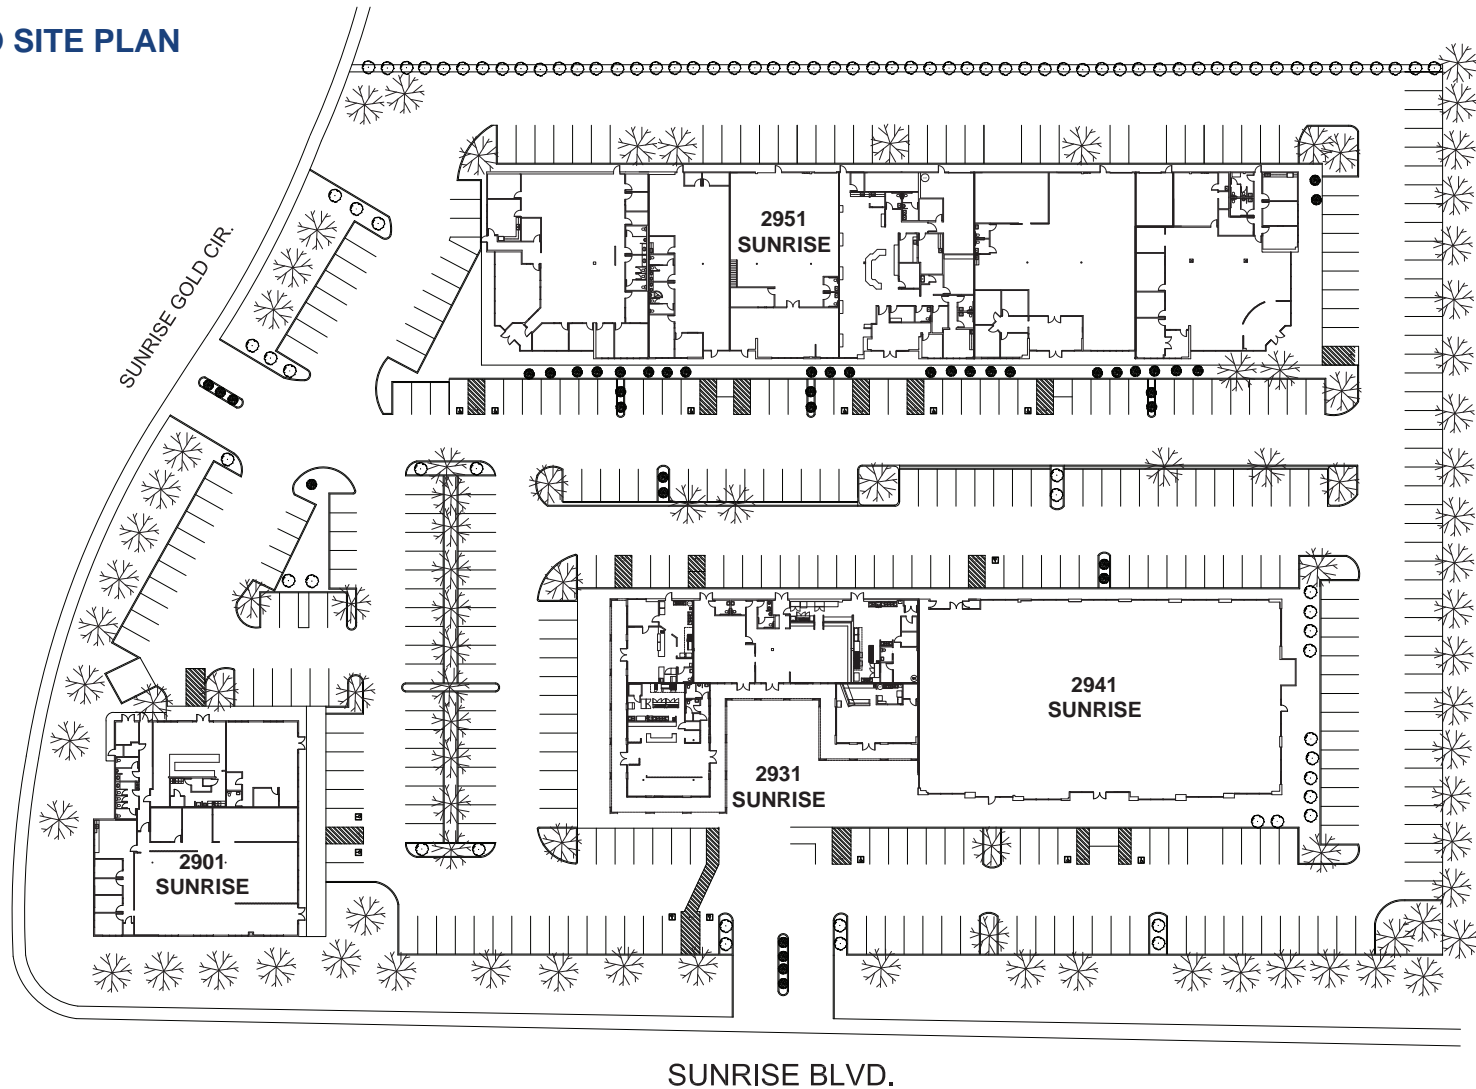 SITE PLAN
SUNRISE GOLD CIR.
2951
SUNRISE
2941
SUNRISE
2931
SUNRISE
2901
SUNRISE
SUNRISE BLVD.